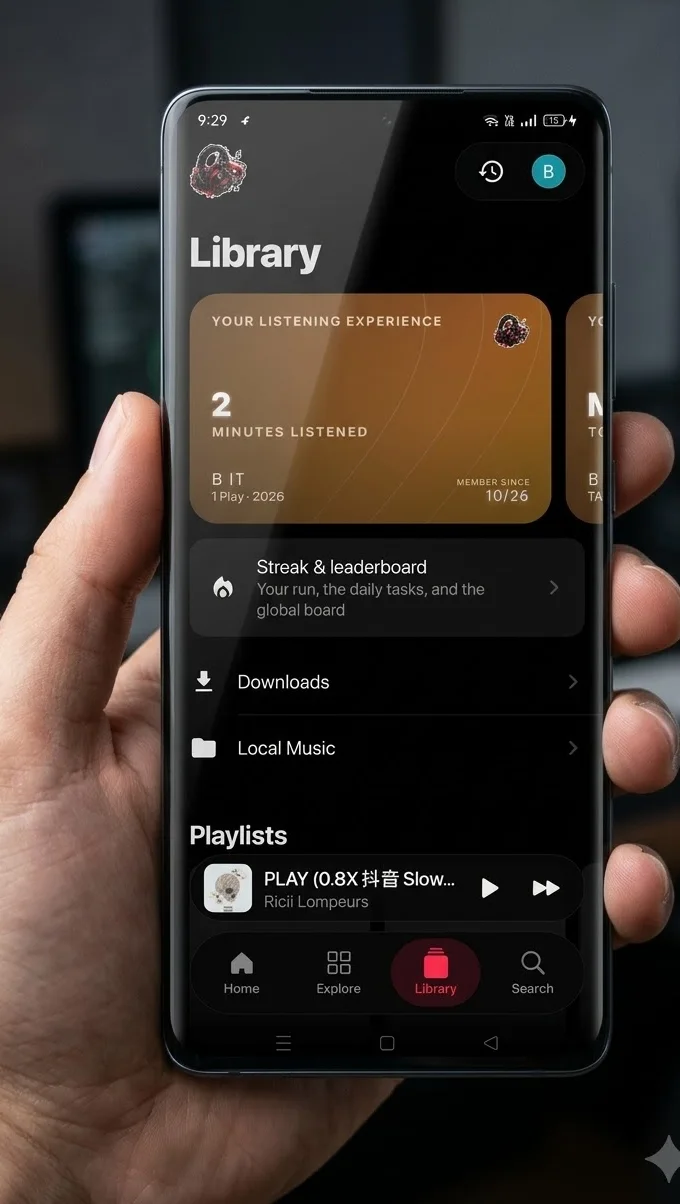 9:29
15
B
Library
YOUR LISTENING EXPERIENCE
2
MINUTES LISTENED
B IT
1 Play · 2026
MEMBER SINCE
10/26
Streak & leaderboard
Your run, the daily tasks, and the
global board
Downloads
Local Music
Playlists
PLAY (0.8X 抖音 Slow...
Ricii Lompeurs
Home
Explore
Library
Search